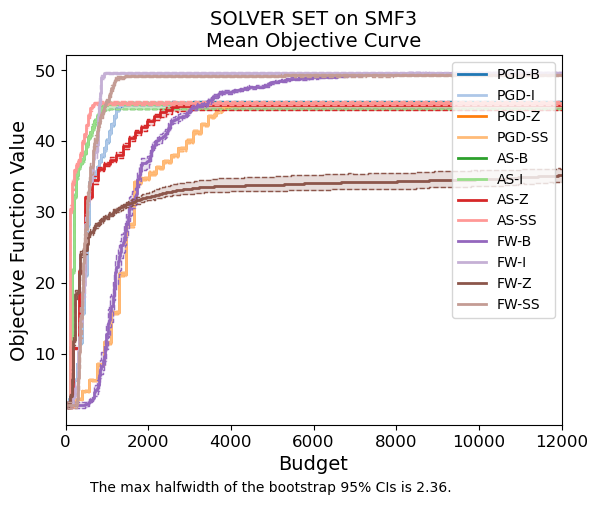 SOLVER SET on SMF3
Mean Objective Curve
Objective Function Value
50
40
30
20
10
PGD-B
PGD-I
PGD-Z
PGD-SS
AS-B
AS-I
AS-Z
AS-SS
FW-B
FW-I
FW-Z
FW-SS
0
2000
4000
6000
8000
10000
12000
Budget
The max halfwidth of the bootstrap 95% CIs is 2.36.